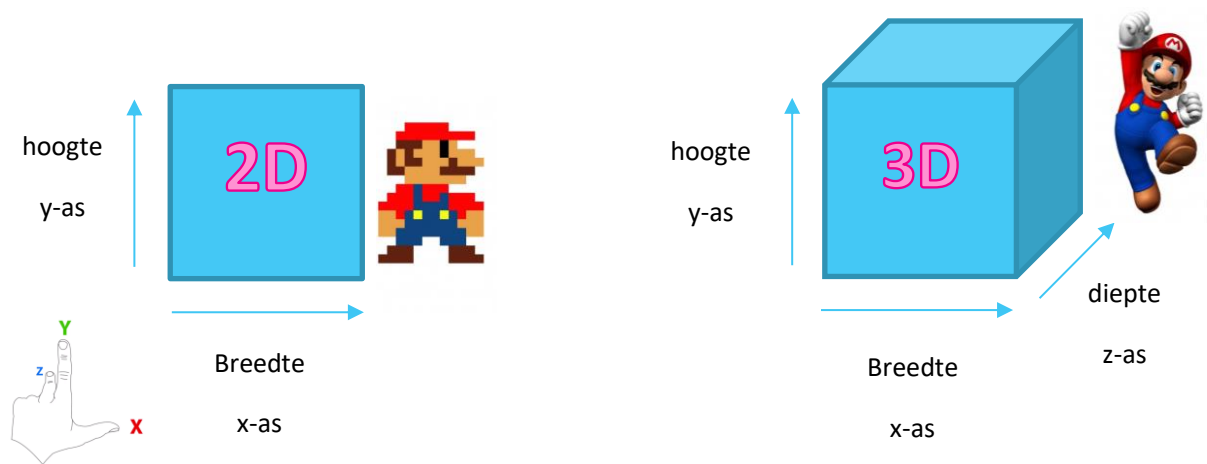 2D
hoogte
y-as
Breedte
x-as
Y
z
X
3D
M
hoogte
y-as
diepte
z-as
Breedte
x-as